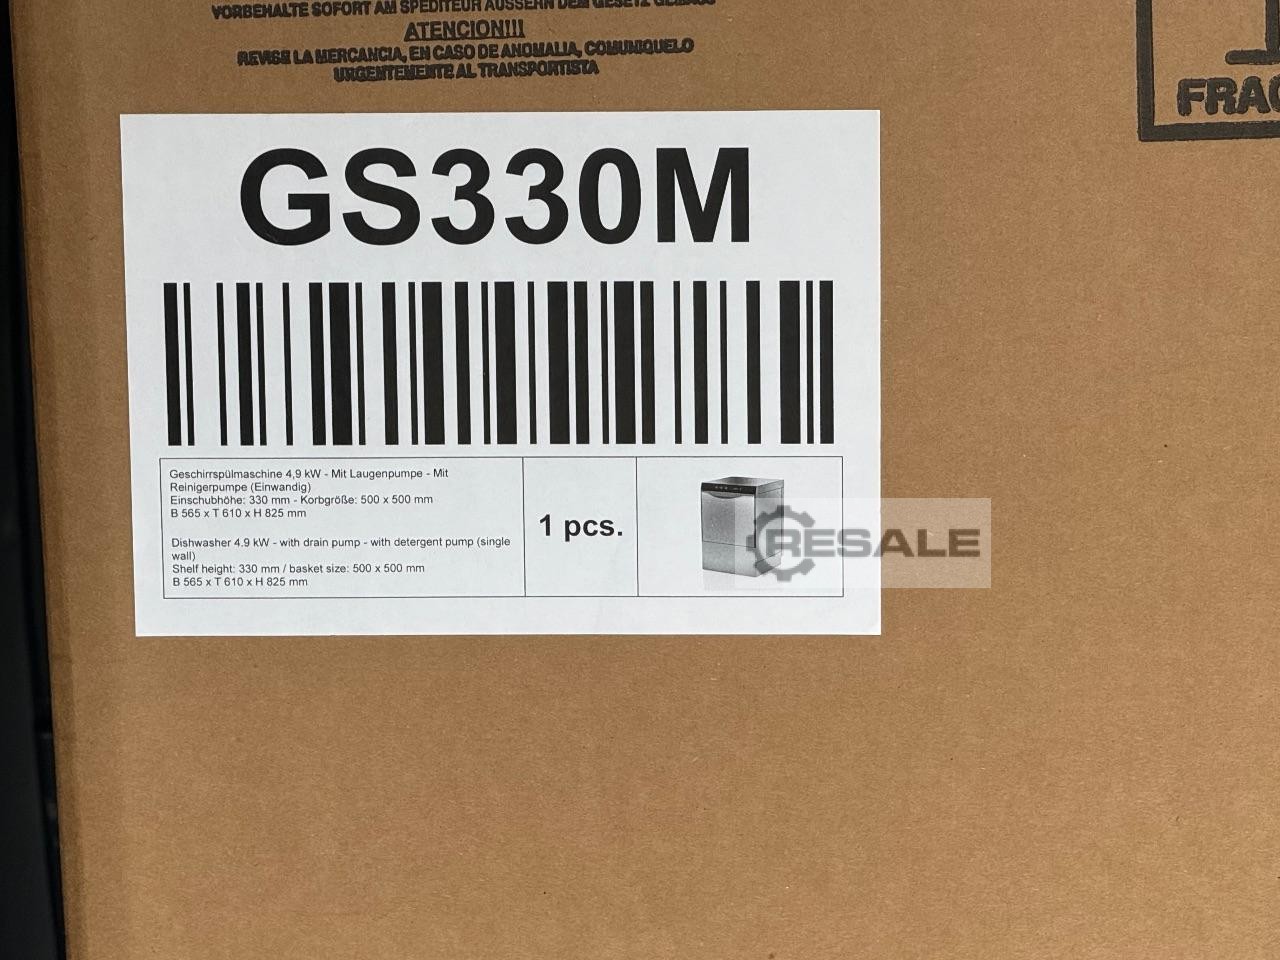 VORBEHALTE SOFORT AM SPEDITEUR AUSSERN DEM GESETZ GEMÄSS
ATENCION!!!
REVISE LA MERCANCIA, EN CASO DE ANOMALIA, COMUNIQUELO
URGENTEMENTE AL TRANSPORTISTA
FRAG
GS330M
Geschirrspülmaschine 4,9 kW - Mit Laugenpumpe - Mit
Reinigerpumpe (Einwandig)
Einschubhöhe: 330 mm - Korbgröße: 500 x 500 mm
B 565 x T 610 x H 825 mm
Dishwasher 4.9 kW - with drain pump - with detergent pump (single
wall)
Shelf height: 330 mm / basket size: 500 x 500 mm
B 565 x T 610 x H 825 mm
1 pcs.
RESALE